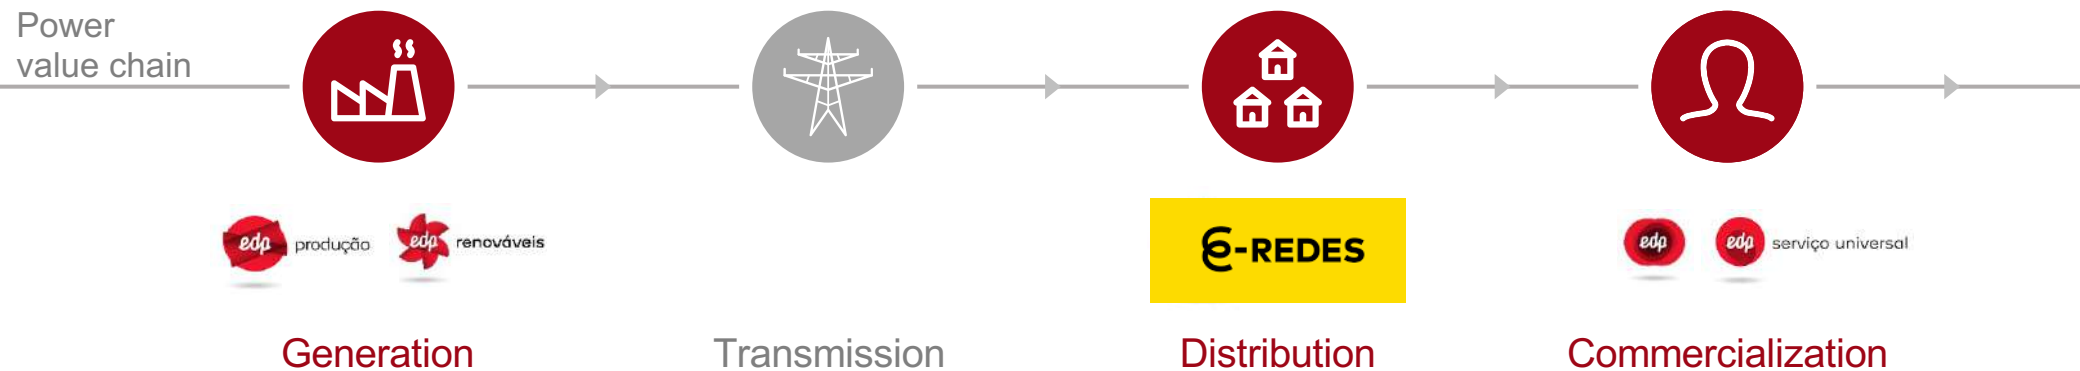 Power
value chain
edp produção
edp renováveis
E-REDES
edp
edp serviço universal
Generation
Transmission
Distribution
Commercialization